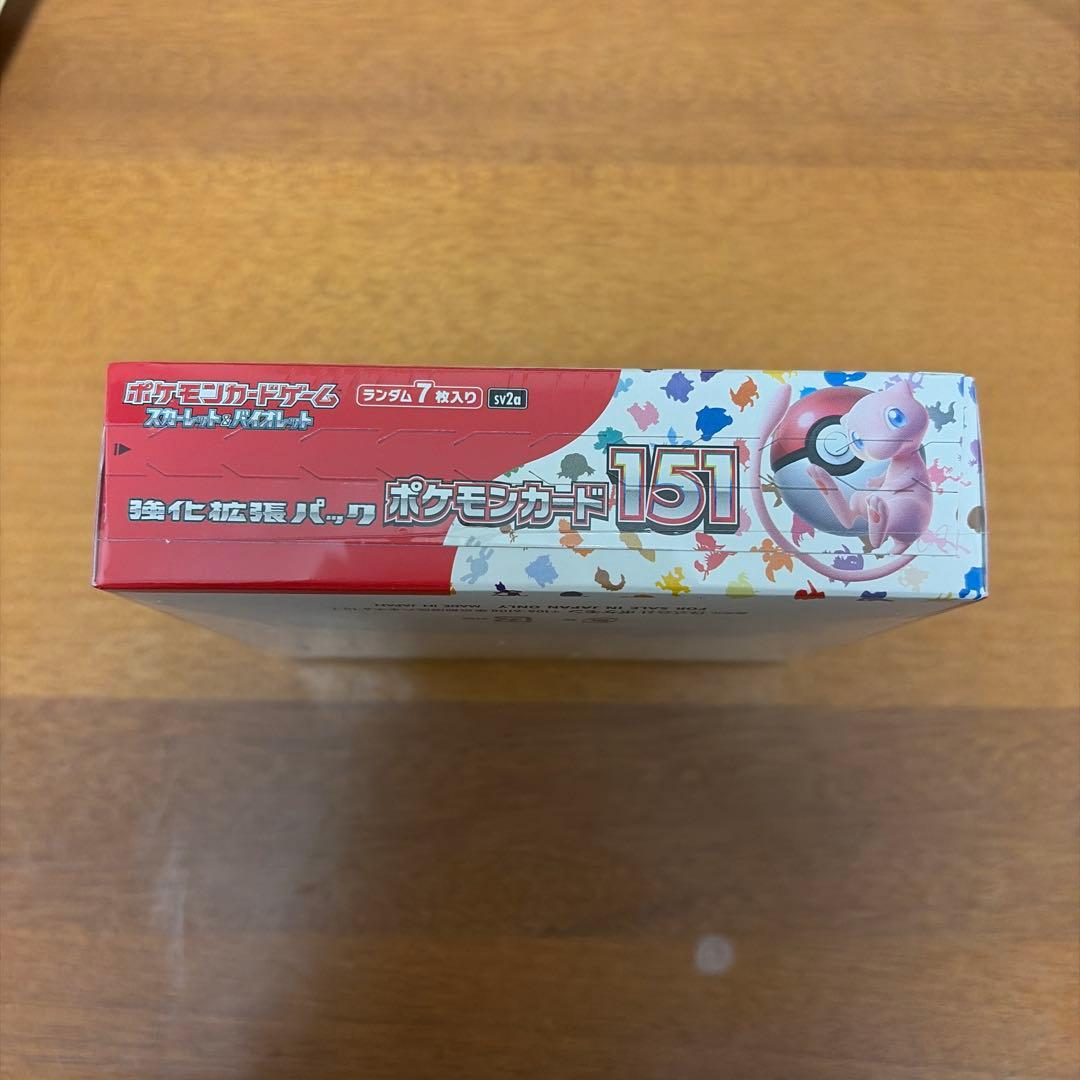 ポケモンカードゲーム
スカーレット&バイオレット
ランダム7枚入り
sv2a
強化拡張パック
ポケモンカード151
FOR SALE IN JAPAN ONLY
MADE IN JAPAN